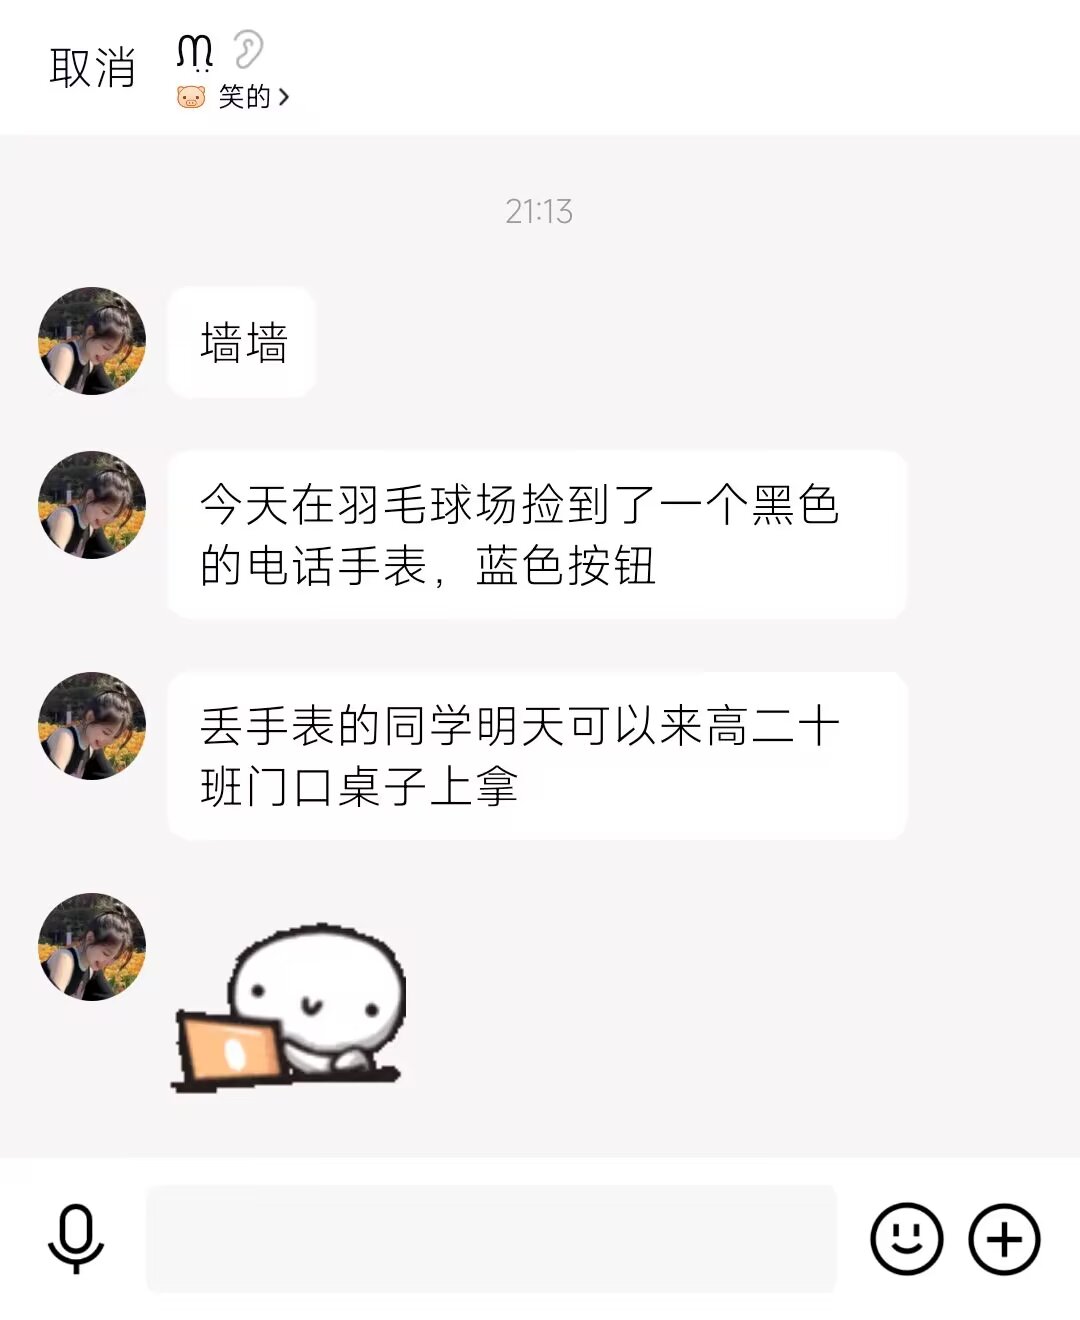 取消
ɱ̤
笑的
21:13
墙墙
今天在羽毛球场捡到了一个黑色
的电话手表，蓝色按钮
丢手表的同学明天可以来高二十
班门口桌子上拿